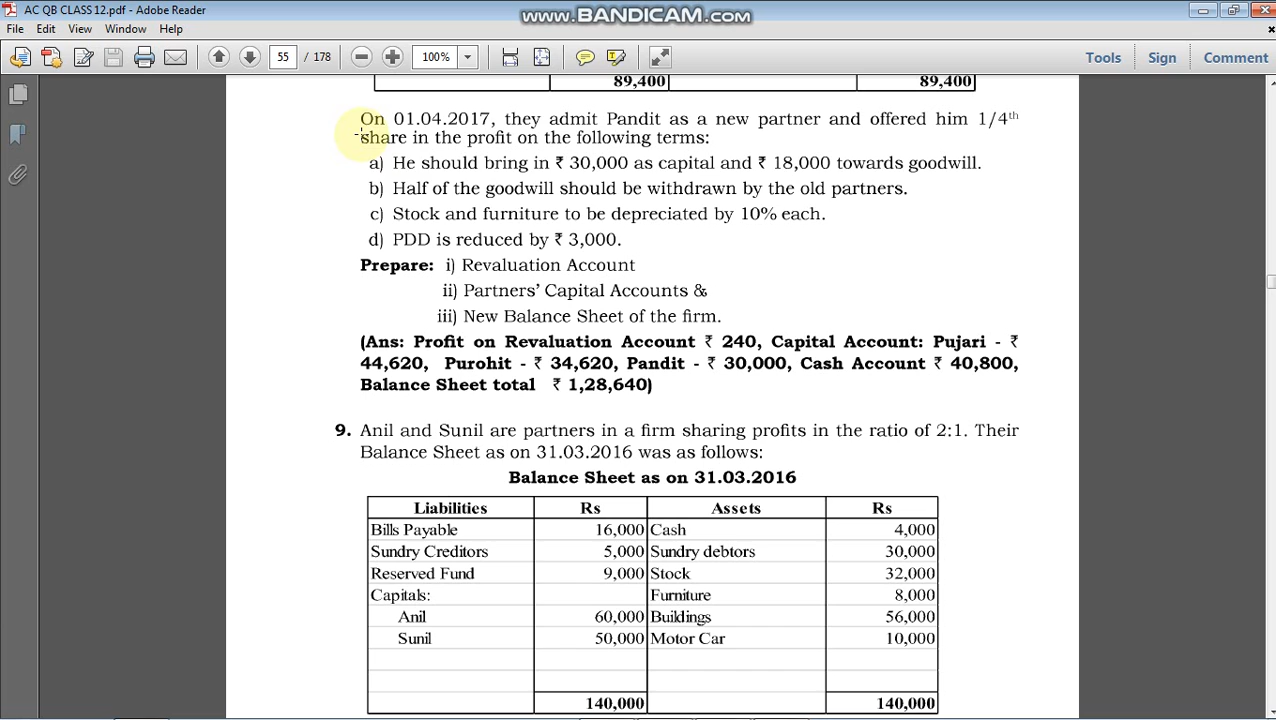 AC QB CLASS 12.pdf - Adobe Reader
www.BANDICAM.com
File Edit View Window Help
55 / 178 100% Tools Sign Comment
89,400 89,400
On 01.04.2017, they admit Pandit as a new partner and offered him 1/4th
share in the profit on the following terms:
a) He should bring in ₹ 30,000 as capital and ₹ 18,000 towards goodwill.
b) Half of the goodwill should be withdrawn by the old partners.
c) Stock and furniture to be depreciated by 10% each.
d) PDD is reduced by ₹ 3,000.
Prepare: i) Revaluation Account
ii) Partners' Capital Accounts &
iii) New Balance Sheet of the firm.
(Ans: Profit on Revaluation Account ₹ 240, Capital Account: Pujari - ₹
44,620, Purohit - ₹ 34,620, Pandit - ₹ 30,000, Cash Account ₹ 40,800,
Balance Sheet total ₹ 1,28,640)
9. Anil and Sunil are partners in a firm sharing profits in the ratio of 2:1. Their
Balance Sheet as on 31.03.2016 was as follows:
Balance Sheet as on 31.03.2016
Liabilities Rs Assets Rs
Bills Payable 16,000 Cash 4,000
Sundry Creditors 5,000 Sundry debtors 30,000
Reserved Fund 9,000 Stock 32,000
Capitals: Furniture 8,000
Anil 60,000 Buildings 56,000
Sunil 50,000 Motor Car 10,000
140,000 140,000